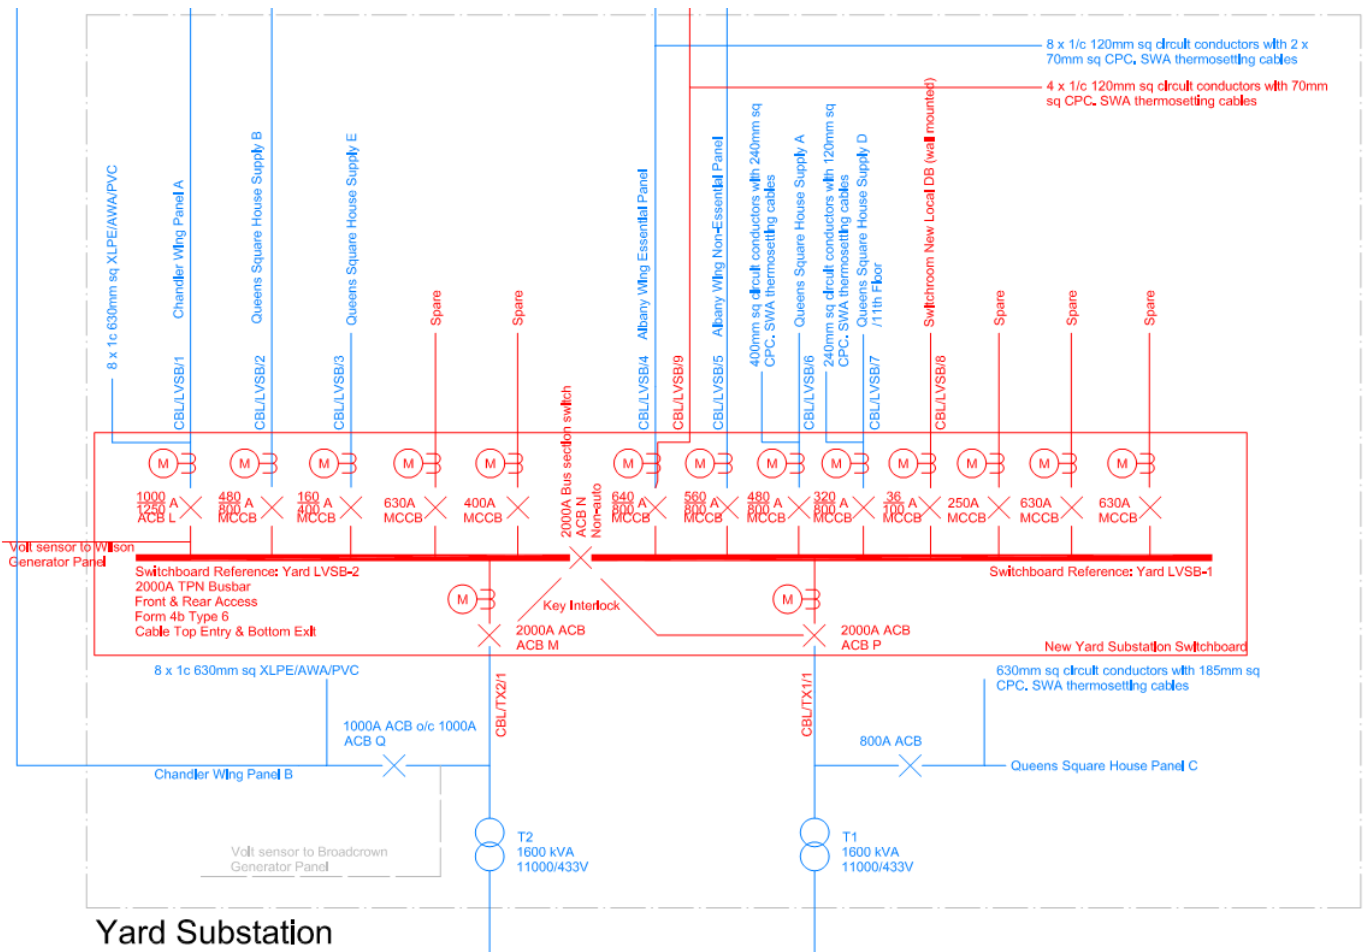 8 x 1/c 120mm sq circuit conductors with 2 x
70mm sq CPC. SWA thermosetting cables
4 x 1/c 120mm sq circuit conductors with 70mm
sq CPC. SWA thermosetting cables
8 x 1c 630mm sq XLPE/AWA/PVC
CBL/LVSB/1
Chandler Wing Panel A
CBL/LVSB/2
Queens Square House Supply B
CBL/LVSB/3
Queens Square House Supply E
Spare
Spare
2000A Bus section switch
ACB N
Non-auto
CBL/LVSB/4
Albany Wing Essential Panel
CBL/LVSB/9
CBL/LVSB/5
Albany Wing Non-Essential Panel
400mm sq circuit conductors with 240mm sq
CPC. SWA thermosetting cables
CBL/LVSB/6
Queens Square House Supply A
240mm sq circuit conductors with 120mm sq
CPC. SWA thermosetting cables
CBL/LVSB/7
Queens Square House Supply D
/11th Floor
CBL/LVSB/8
Switchroom New Local DB (wall mounted)
Spare
Spare
Spare
M
M
M
M
M
M
M
M
M
M
M
M
M
1000
1250 A
ACB L
480
800 A
MCCB
160
400 A
MCCB
630A
MCCB
400A
MCCB
640
800 A
MCCB
560
800 A
MCCB
480
800 A
MCCB
320
800 A
MCCB
36
100 A
MCCB
250A
MCCB
630A
MCCB
630A
MCCB
Volt sensor to Wilson
Generator Panel
Switchboard Reference: Yard LVSB-2
2000A TPN Busbar
Front & Rear Access
Form 4b Type 6
Cable Top Entry & Bottom Exit
Switchboard Reference: Yard LVSB-1
M
Key Interlock
M
2000A ACB
ACB M
2000A ACB
ACB P
New Yard Substation Switchboard
8 x 1c 630mm sq XLPE/AWA/PVC
CBL/TX2/1
CBL/TX1/1
630mm sq circuit conductors with 185mm sq
CPC. SWA thermosetting cables
1000A ACB o/c 1000A
ACB Q
800A ACB
Chandler Wing Panel B
Queens Square House Panel C
Volt sensor to Broadcrown
Generator Panel
T2
1600 kVA
11000/433V
T1
1600 kVA
11000/433V
Yard Substation